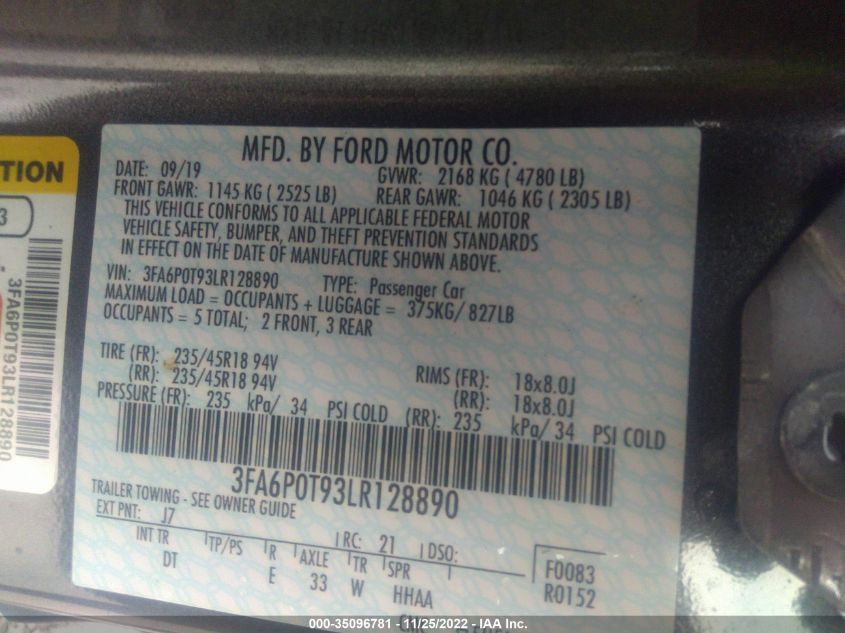 MFD. BY FORD MOTOR CO.
DATE: 09/19 GVWR: 2168 KG ( 4780 LB)
FRONT GAWR: 1145 KG ( 2525 LB) REAR GAWR: 1046 KG ( 2305 LB)
THIS VEHICLE CONFORMS TO ALL APPLICABLE FEDERAL MOTOR
VEHICLE SAFETY, BUMPER, AND THEFT PREVENTION STANDARDS
IN EFFECT ON THE DATE OF MANUFACTURE SHOWN ABOVE.
VIN: 3FA6P0T93LR128890 TYPE: Passenger Car
MAXIMUM LOAD = OCCUPANTS + LUGGAGE = 375KG/ 827LB
OCCUPANTS = 5 TOTAL; 2 FRONT, 3 REAR
TIRE (FR): 235/45R18 94V RIMS (FR): 18x8.0J
(RR): 235/45R18 94V (RR): 18x8.0J
PRESSURE (FR): 235 kPa/ 34 PSI COLD (RR): 235 kPa/ 34 PSI COLD
3FA6P0T93LR128890
TRAILER TOWING - SEE OWNER GUIDE
EXT PNT: J7 RC: 21 DSO:
INT TR TP/PS R AXLE TR SPR F0083
DT E 33 W HHAA R0152
TION
3
3FA6P0T93LR128890
000-35096781 - 11/25/2022 - IAA Inc.